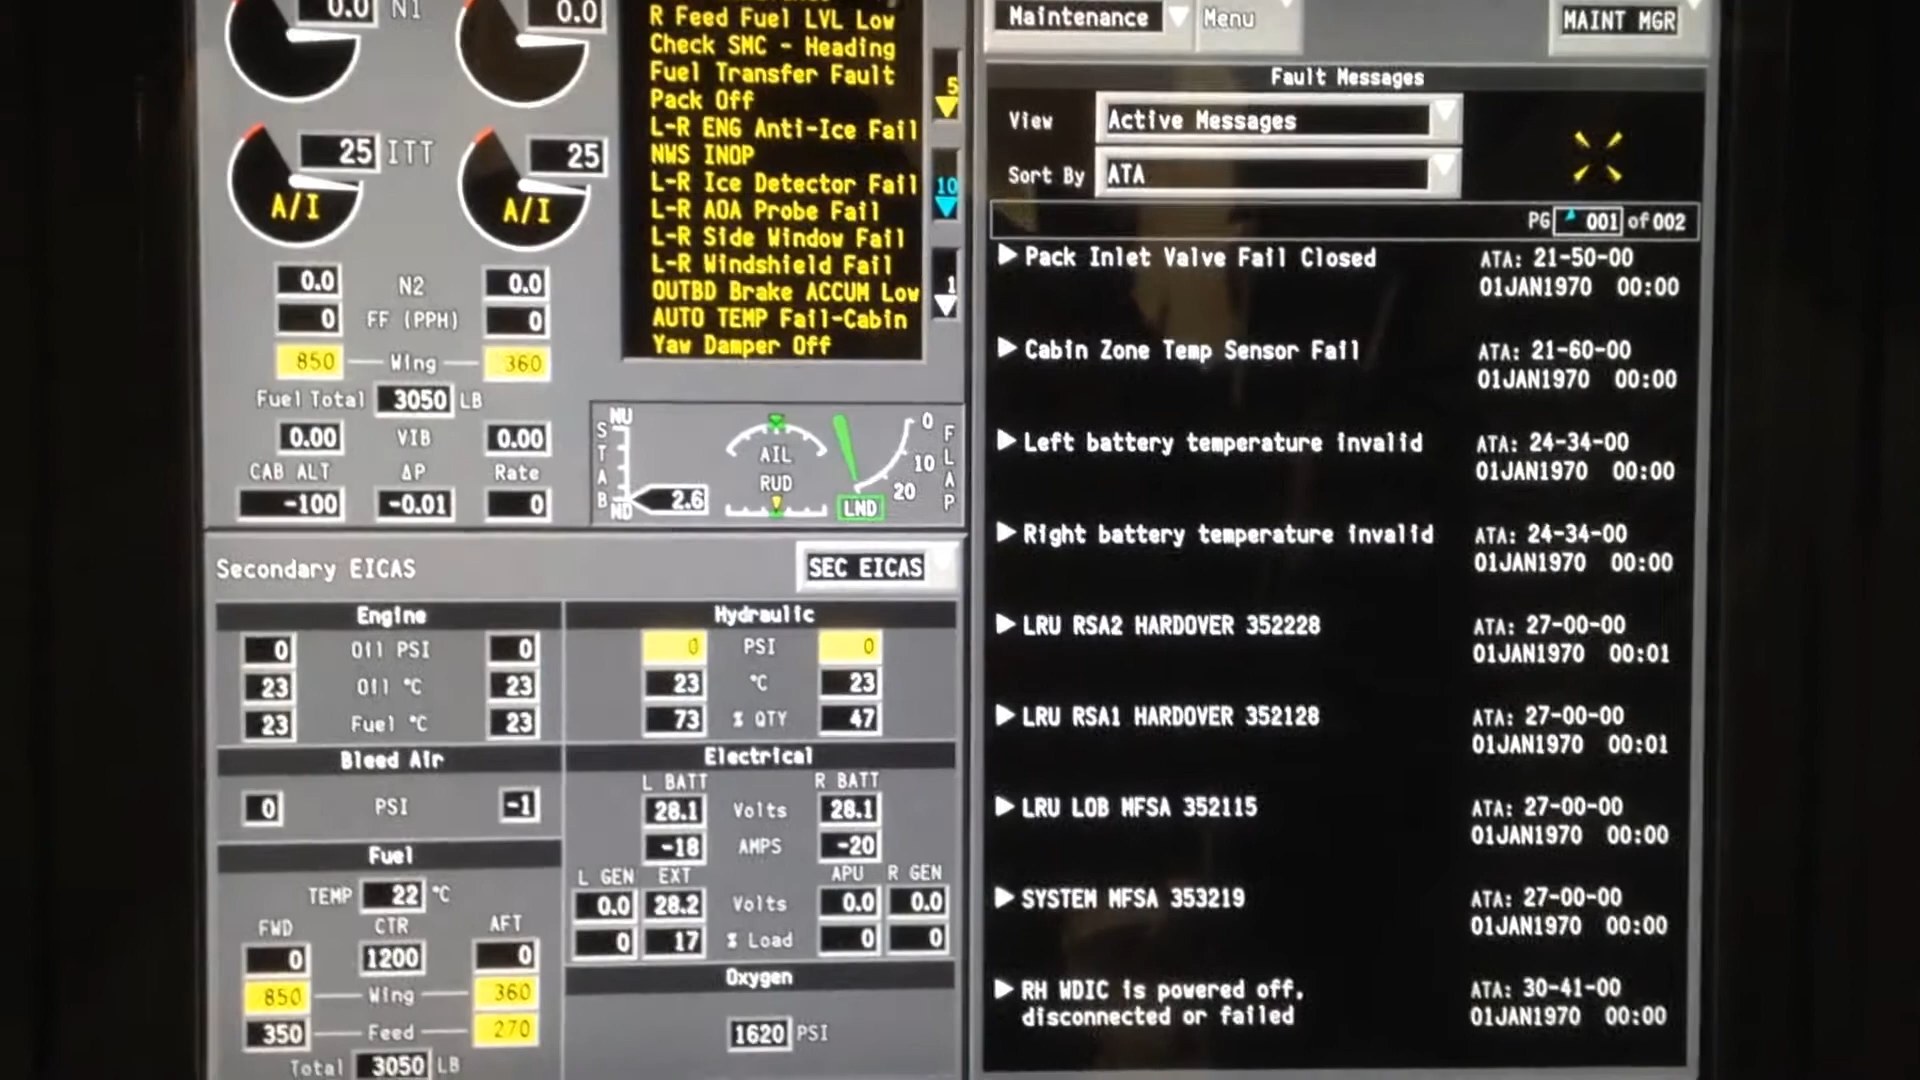 0.0 N1 0.0
25 ITT 25
A/I A/I
0.0 N2 0.0
0 FF (PPH) 0
850 Wing 360
Fuel Total 3050 LB
0.00 VIB 0.00
CAB ALT ΔP Rate
-100 -0.01 0
R Feed Fuel LVL Low
Check SMC - Heading
Fuel Transfer Fault
Pack Off
L-R ENG Anti-Ice Fail
NWS INOP
L-R Ice Detector Fail
L-R AOA Probe Fail
L-R Side Window Fail
L-R Windshield Fail
OUTBD Brake ACCUM Low
AUTO TEMP Fail-Cabin
Yaw Damper Off
5
10
1
NU
STAB
ND
2.6
AIL
RUD
0
10
20
LND
FLAP
Secondary EICAS SEC EICAS
Engine
0 Oil PSI 0
23 Oil °C 23
23 Fuel °C 23
Bleed Air
0 PSI -1
Fuel
TEMP 22 °C
FWD CTR AFT
0 1200 0
850 Wing 360
350 Feed 270
Total 3050 LB
Hydraulic
0 PSI 0
23 °C 23
73 % QTY 47
Electrical
L BATT R BATT
28.1 Volts 28.1
-18 AMPS -20
L GEN EXT APU R GEN
0.0 28.2 Volts 0.0 0.0
0 17 % Load 0 0
Oxygen
1620 PSI
Maintenance Menu MAINT MGR
Fault Messages
View Active Messages
Sort By ATA
PG 001 of 002
Pack Inlet Valve Fail Closed ATA: 21-50-00
01JAN1970 00:00
Cabin Zone Temp Sensor Fail ATA: 21-60-00
01JAN1970 00:00
Left battery temperature invalid ATA: 24-34-00
01JAN1970 00:00
Right battery temperature invalid ATA: 24-34-00
01JAN1970 00:00
LRU RSA2 HARDOVER 352228 ATA: 27-00-00
01JAN1970 00:01
LRU RSA1 HARDOVER 352128 ATA: 27-00-00
01JAN1970 00:01
LRU LOB MFSA 352115 ATA: 27-00-00
01JAN1970 00:00
SYSTEM MFSA 353219 ATA: 27-00-00
01JAN1970 00:00
RH WDIC is powered off, ATA: 30-41-00
disconnected or failed 01JAN1970 00:00